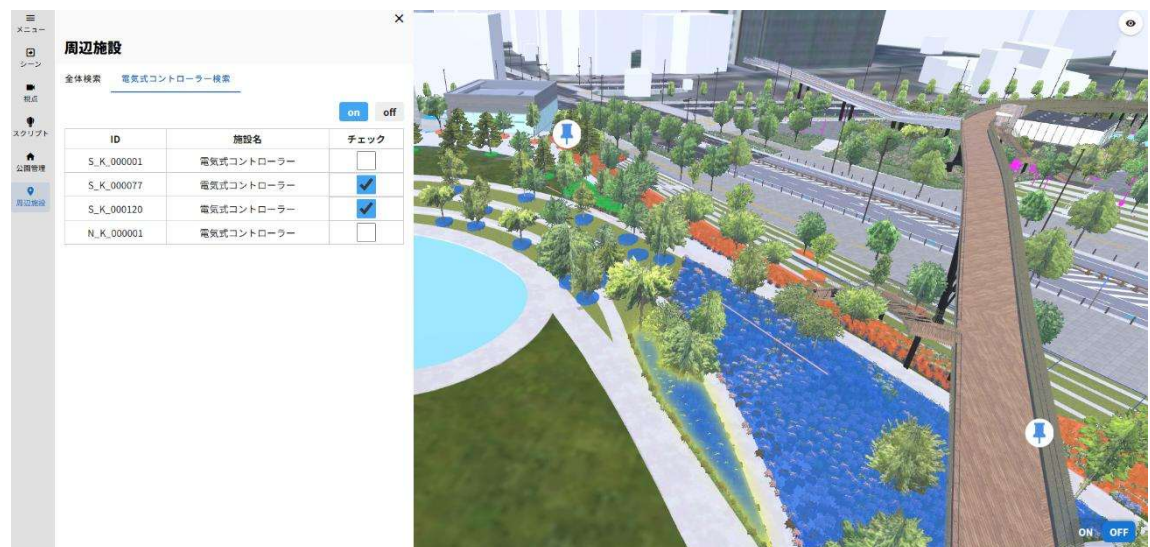 メニュー
シーン
視点
スクリプト
公園管理
周辺施設
×
周辺施設
全体検索 電気式コントローラー検索
on off
ID 施設名 チェック
S_K_000001 電気式コントローラー
S_K_000077 電気式コントローラー
S_K_000120 電気式コントローラー
N_K_000001 電気式コントローラー
ON OFF